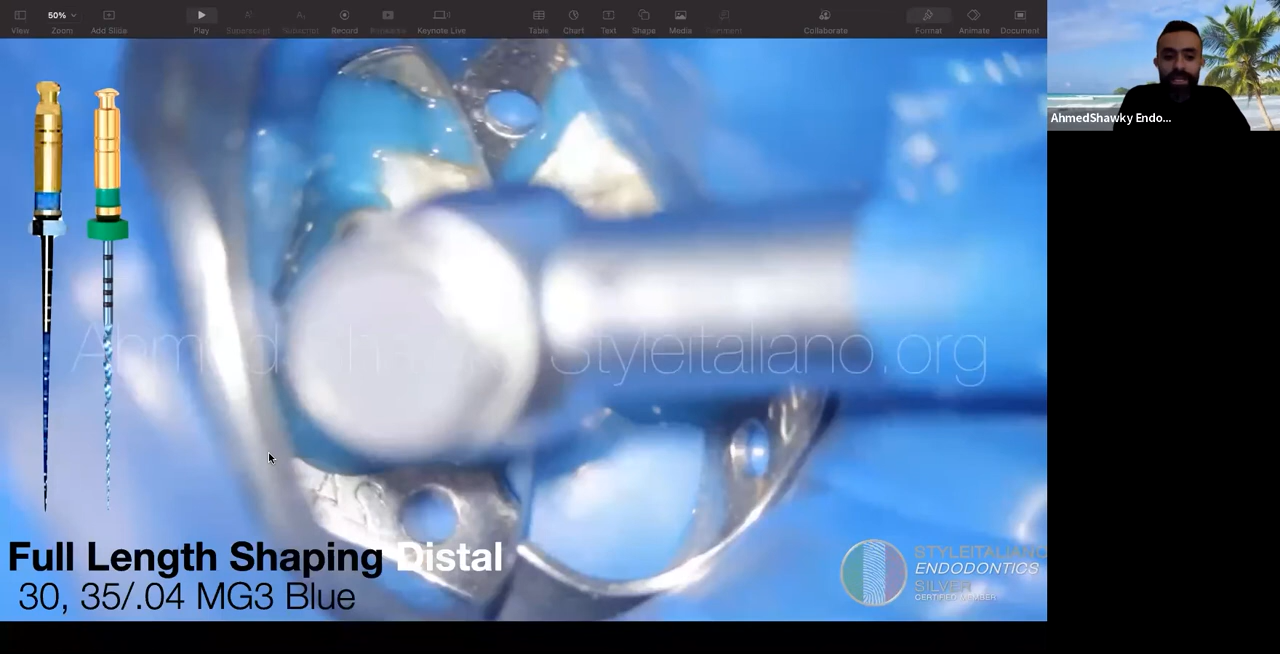 50%
View
Zoom
Add Slide
Play
Record
Keynote Live
Table
Chart
Text
Shape
Media
Comment
Collaborate
Format
Animate
Document
AhmedShawky Endo...
Styleitaliano.org
Full Length Shaping Distal
30, 35/.04 MG3 Blue
STYLEITALIANO
ENDODONTICS
SILVER
CERTIFIED MEMBER